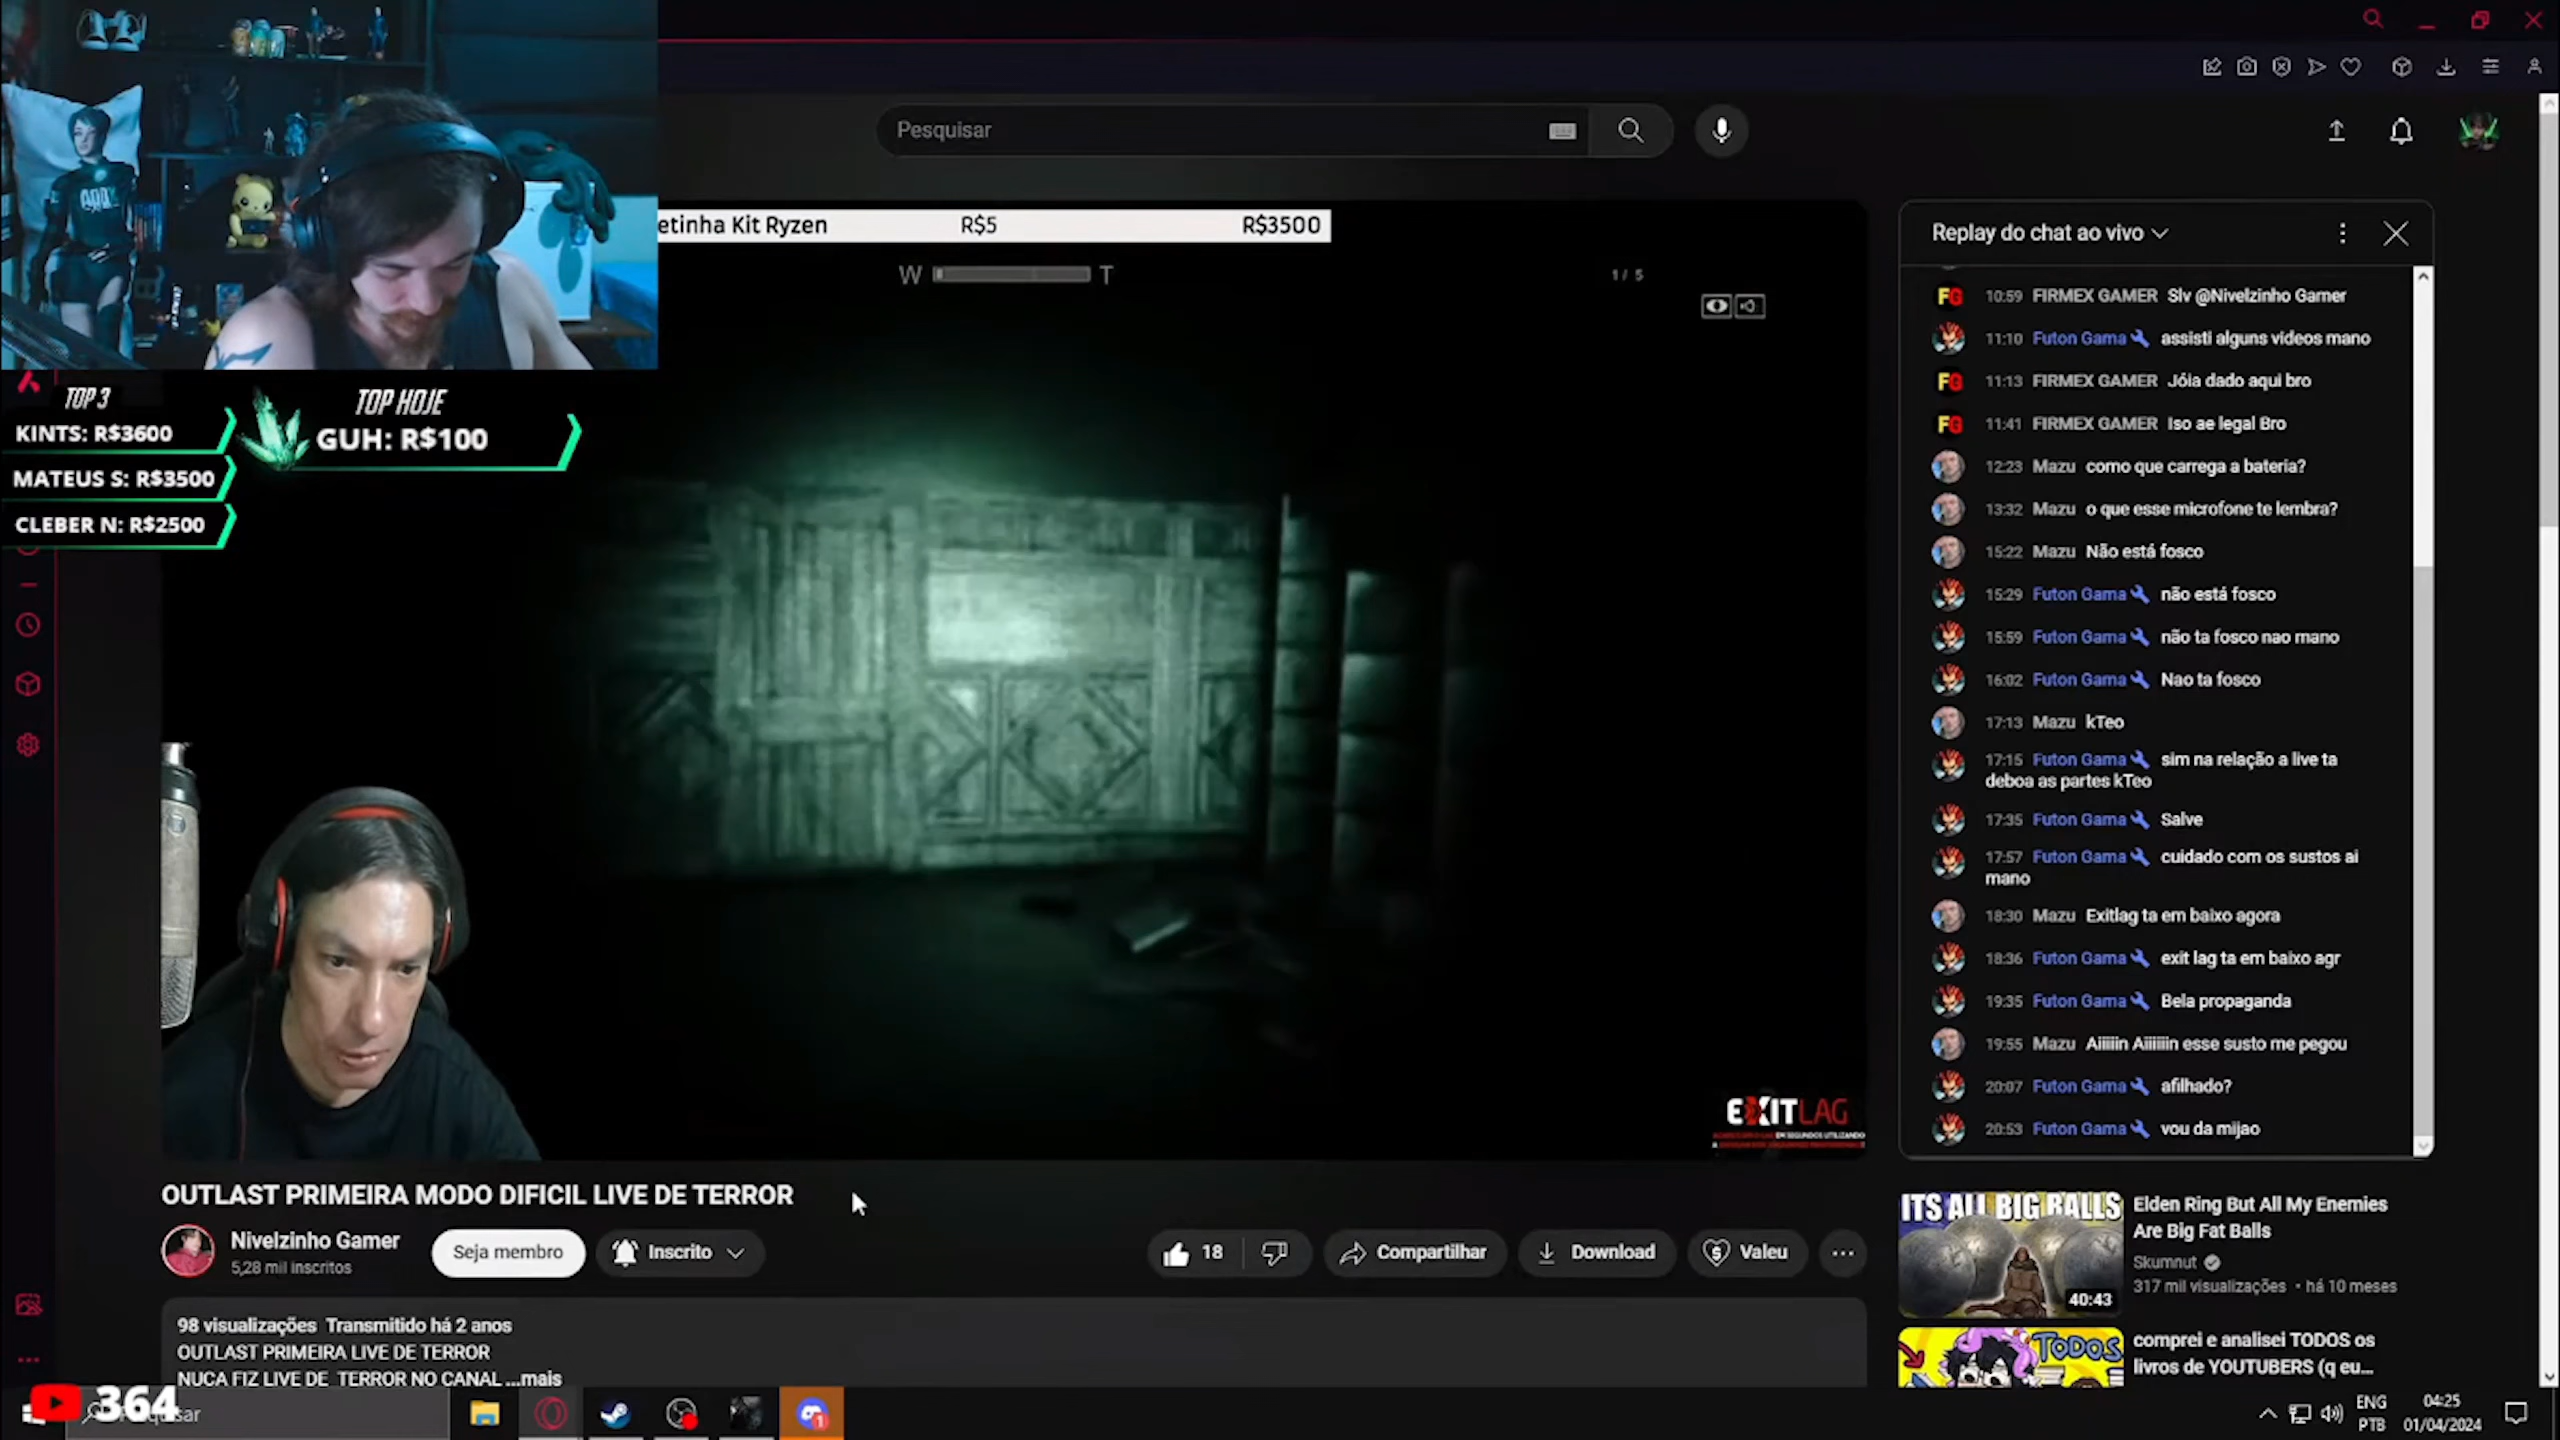 Pesquisar
etinha Kit Ryzen R$5 R$3500
W T
1 / 5
TOP 3
KINTS: R$3600
MATEUS S: R$3500
CLEBER N: R$2500
TOP HOJE
GUH: R$100
EXITLAG
Replay do chat ao vivo
10:59 FIRMEX GAMER Slv @Nivelzinho Gamer
11:10 Futon Gama assisti alguns videos mano
11:13 FIRMEX GAMER Jóia dado aqui bro
11:41 FIRMEX GAMER Iso ae legal Bro
12:23 Mazu como que carrega a bateria?
13:32 Mazu o que esse microfone te lembra?
15:22 Mazu Não está fosco
15:29 Futon Gama não está fosco
15:59 Futon Gama não ta fosco nao mano
16:02 Futon Gama Nao ta fosco
17:13 Mazu kTeo
17:15 Futon Gama sim na relação a live ta
deboa as partes kTeo
17:35 Futon Gama Salve
17:57 Futon Gama cuidado com os sustos ai
mano
18:30 Mazu Exitlag ta em baixo agora
18:36 Futon Gama exit lag ta em baixo agr
19:35 Futon Gama Bela propaganda
19:55 Mazu Aiiiiin Aiiiiiin esse susto me pegou
20:07 Futon Gama afilhado?
20:53 Futon Gama vou da mijao
OUTLAST PRIMEIRA MODO DIFICIL LIVE DE TERROR
Nivelzinho Gamer
5,28 mil inscritos
Seja membro
Inscrito
18
Compartilhar
Download
Valeu
98 visualizações Transmitido há 2 anos
OUTLAST PRIMEIRA LIVE DE TERROR
NUCA FIZ LIVE DE TERROR NO CANAL ...mais
ITS ALL BIG BALLS
40:43
Elden Ring But All My Enemies
Are Big Fat Balls
Skumnut
317 mil visualizações • há 10 meses
TODOS
comprei e analisei TODOS os
livros de YOUTUBERS (q eu...
364
1
ENG
PTB
04:25
01/04/2024